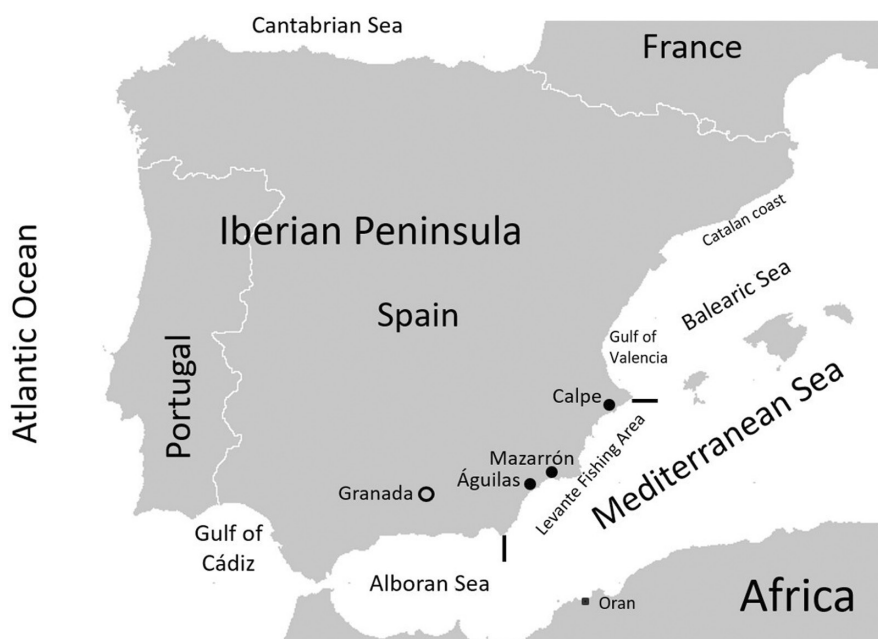 Cantabrian Sea
France
Catalan coast
Iberian Peninsula
Balearic Sea
Atlantic Ocean
Spain
Portugal
Gulf of
Valencia
Calpe
Mediterranean Sea
Levante Fishing Area
Mazarrón
Águilas
Granada
Gulf of
Cádiz
Alboran Sea
Oran
Africa